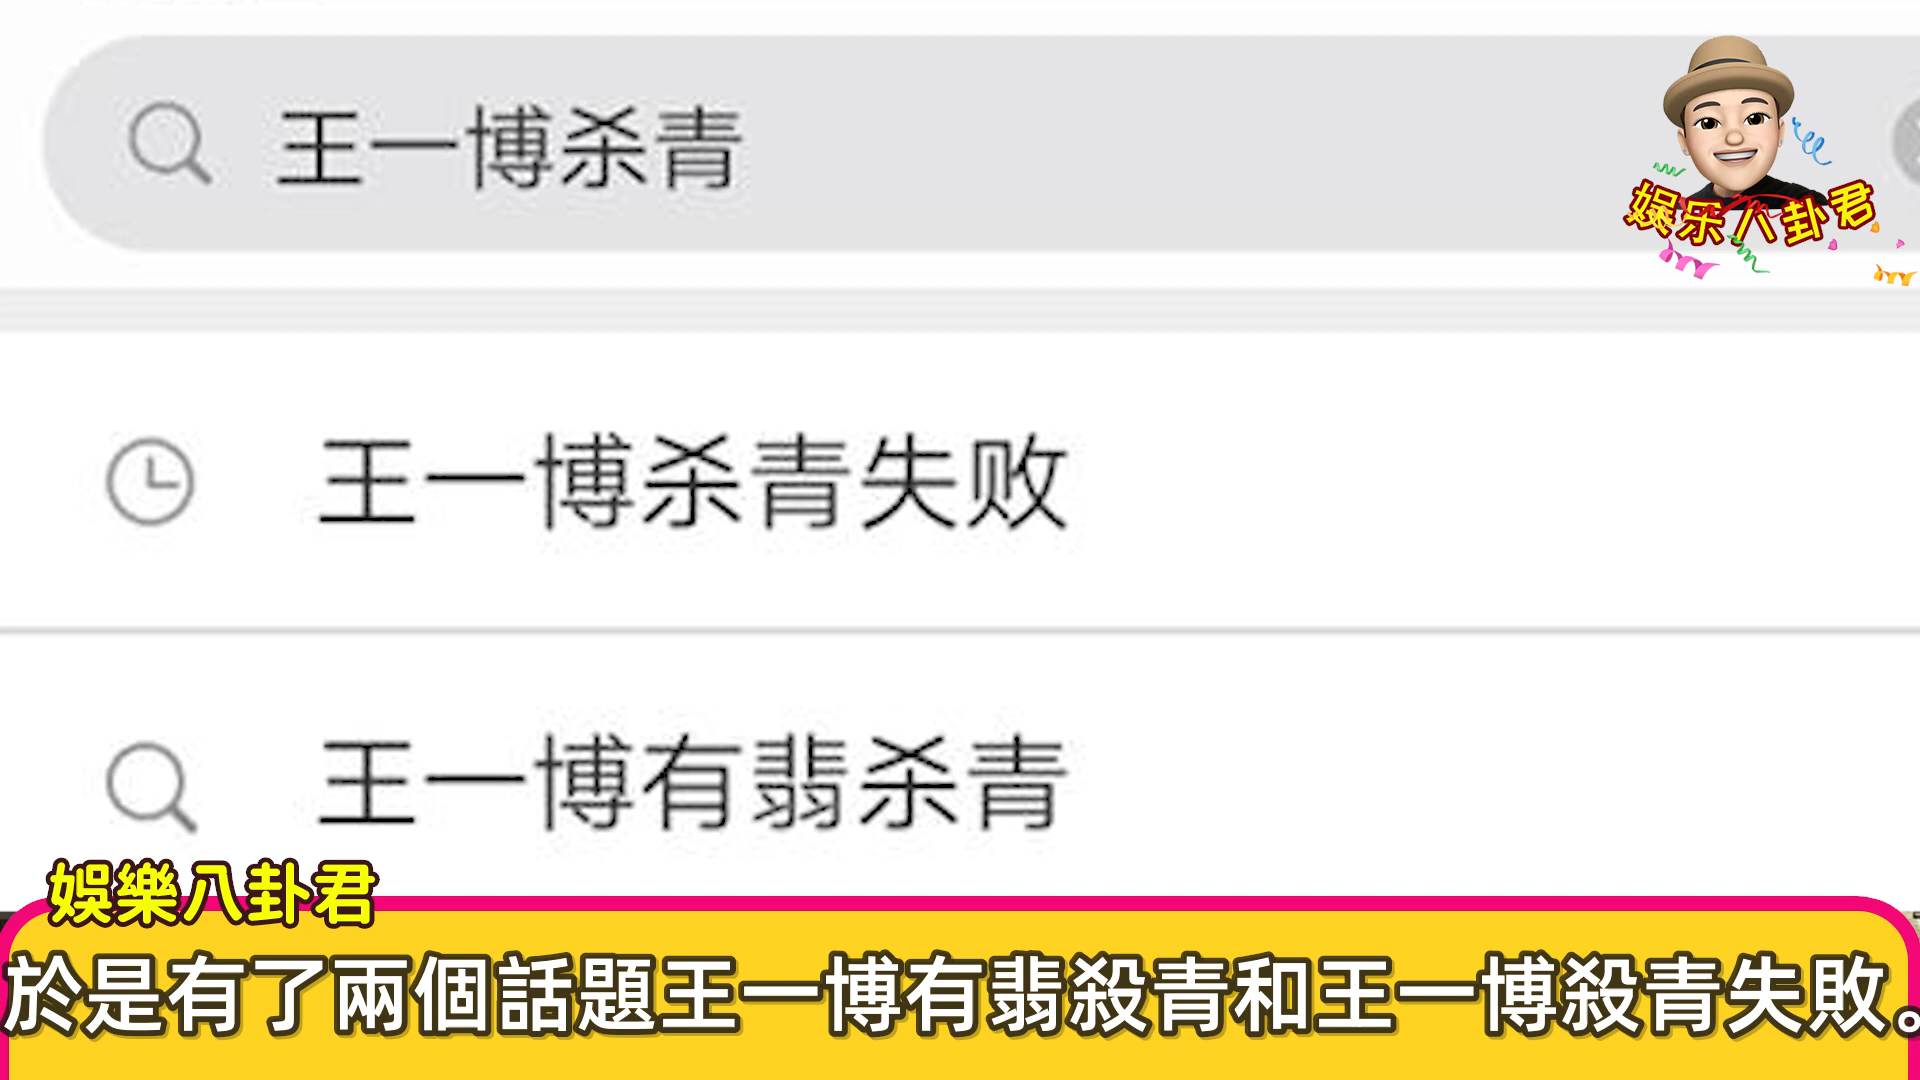 王一博杀青
娱乐八卦君
王一博杀青失败
王一博有翡杀青
娛樂八卦君
於是有了兩個話題王一博有翡殺青和王一博殺青失敗。